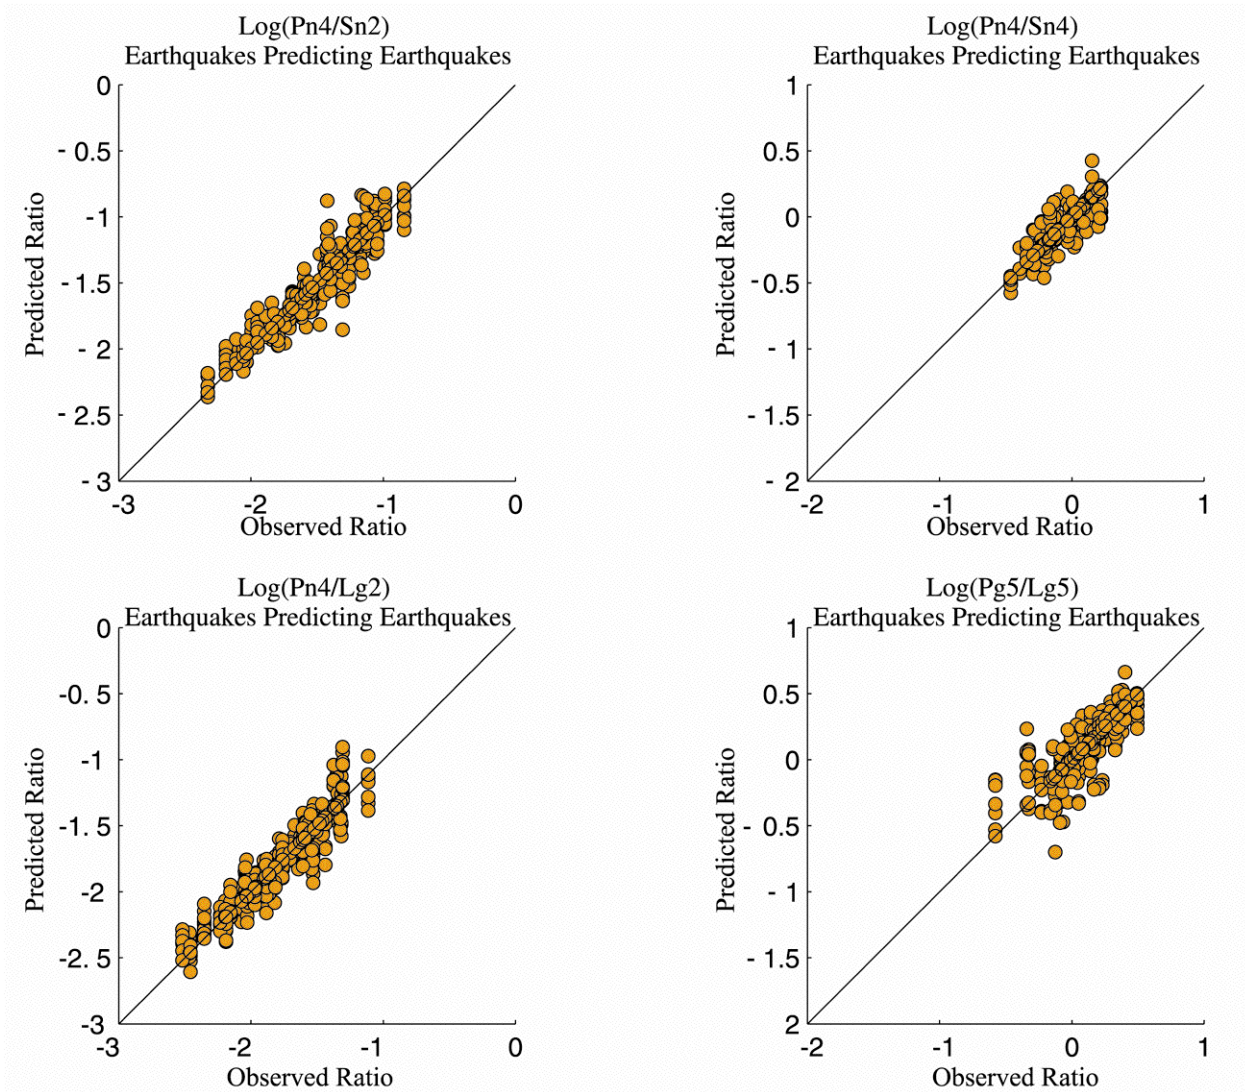 Log(Pn4/Sn2)
Earthquakes Predicting Earthquakes
0
- 0.5
-1
-1.5
-2
- 2.5
- 3
-3
-2
-1
0
Predicted Ratio
Observed Ratio
Log(Pn4/Sn4)
Earthquakes Predicting Earthquakes
1
0.5
0
-0.5
- 1
- 1.5
- 2
-2
-1
0
1
Predicted Ratio
Observed Ratio
Log(Pn4/Lg2)
Earthquakes Predicting Earthquakes
0
-0. 5
-1
-1.5
-2
-2. 5
-3
-3
-2
-1
0
Predicted Ratio
Observed Ratio
Log(Pg5/Lg5)
Earthquakes Predicting Earthquakes
1
0.5
0
- 0.5
- 1
- 1.5
2
-2
-1
0
1
Predicted Ratio
Observed Ratio